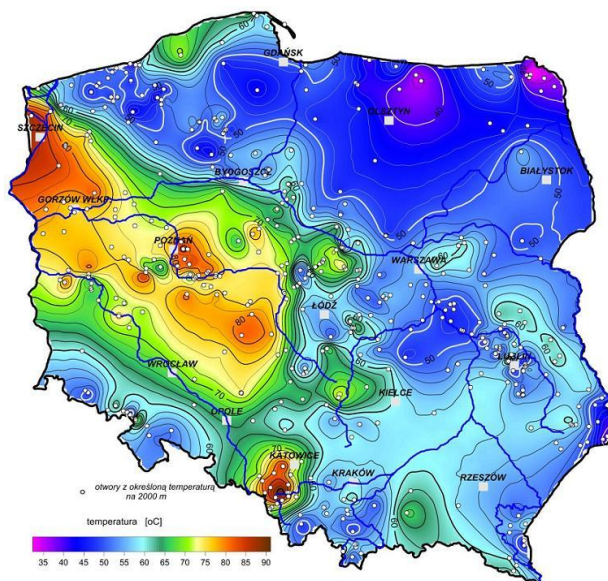 GDAŃSK
OLSZTYN
SZCZECIN
BYDGOSZCZ
BIAŁYSTOK
GORZÓW WLKP.
POZNAŃ
WARSZAWA
ŁÓDŹ
LUBLIN
WROCŁAW
KIELCE
OPOLE
KATOWICE
KRAKÓW
RZESZÓW
otwory z określoną temperaturą
na 2000 m
temperatura [oC]
35 40 45 50 55 60 65 70 75 80 85 90